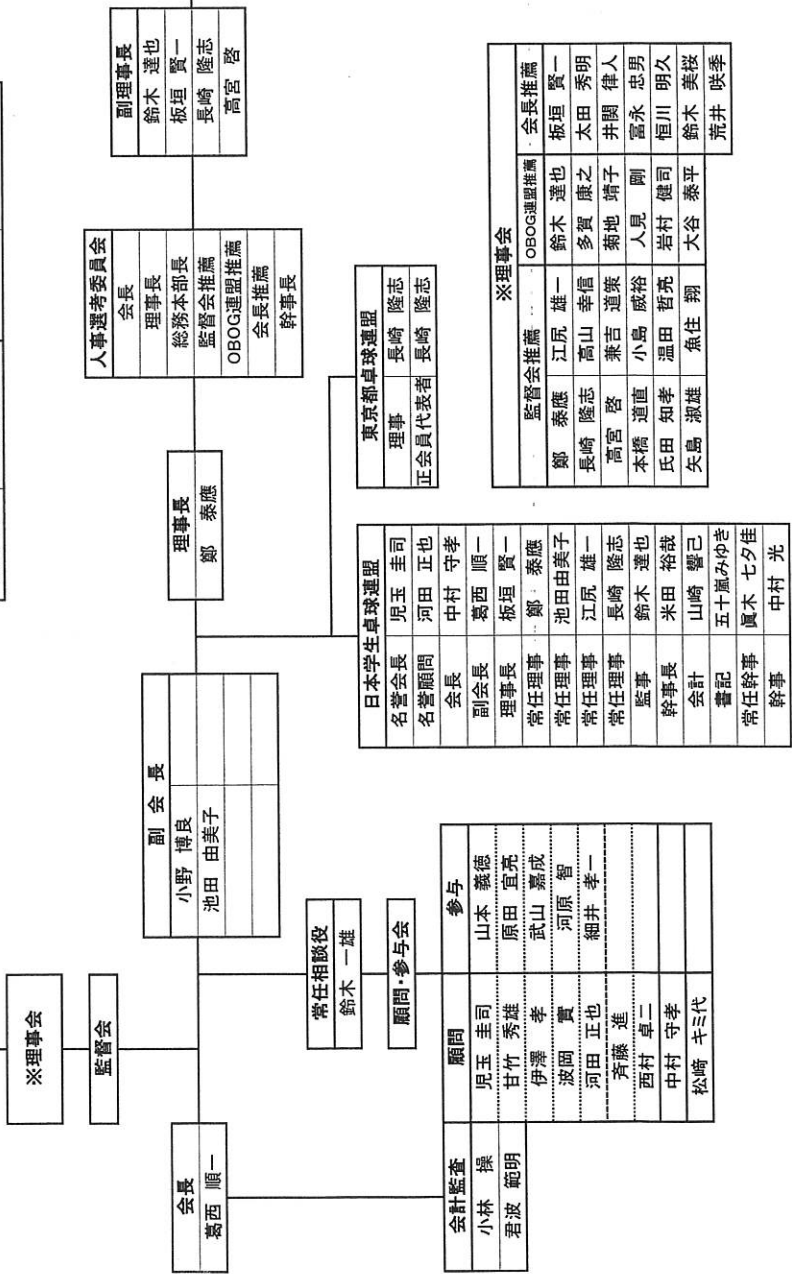 ※理事会
監督会
会長
葛西 順一
副会長
小野 博良
池田 由美子
理事長
鄭 泰應
人事選考委員会
会長
理事長
総務本部長
監督会推薦
OBOG連盟推薦
会長推薦
幹事長
副理事長
鈴木 達也
板垣 賢一
長崎 隆志
高宮 啓
常任相談役
鈴木 一雄
顧問・参与会
会計監査
小林 操
君波 範明
顧問 参与
児玉 圭司 山本 義徳
甘竹 秀雄 原田 宜亮
伊澤 孝 武山 嘉成
波岡 實 河原 智
河田 正也 細井 孝一
斉藤 進
西村 卓二
中村 守孝
松﨑 キミ代
日本学生卓球連盟
名誉会長 児玉 圭司
名誉顧問 河田 正也
会長 中村 守孝
副会長 葛西 順一
理事長 板垣 賢一
常任理事 鄭 泰應
常任理事 池田由美子
常任理事 江尻 雄一
常任理事 長崎 隆志
監事 鈴木 達也
幹事長 米田 裕哉
会計 山崎 響己
書記 五十嵐みゆき
常任幹事 眞木 七夕佳
幹事 中村 光
東京都卓球連盟
理事 長崎 隆志
正会員代表者 長崎 隆志
※理事会
監督会推薦 OBOG連盟推薦 会長推薦
鄭 泰應 江尻 雄一 鈴木 達也 板垣 賢一
長崎 隆志 高山 幸信 多賀 康之 太田 秀明
高宮 啓 兼吉 道策 菊地 靖子 井関 律人
本橋 道直 小島 威裕 人見 剛 富永 忠男
氏田 知孝 温田 哲亮 岩村 健司 恒川 明久
矢島 淑雄 魚住 翔 大谷 泰平 鈴木 美桜
荒井 咲季